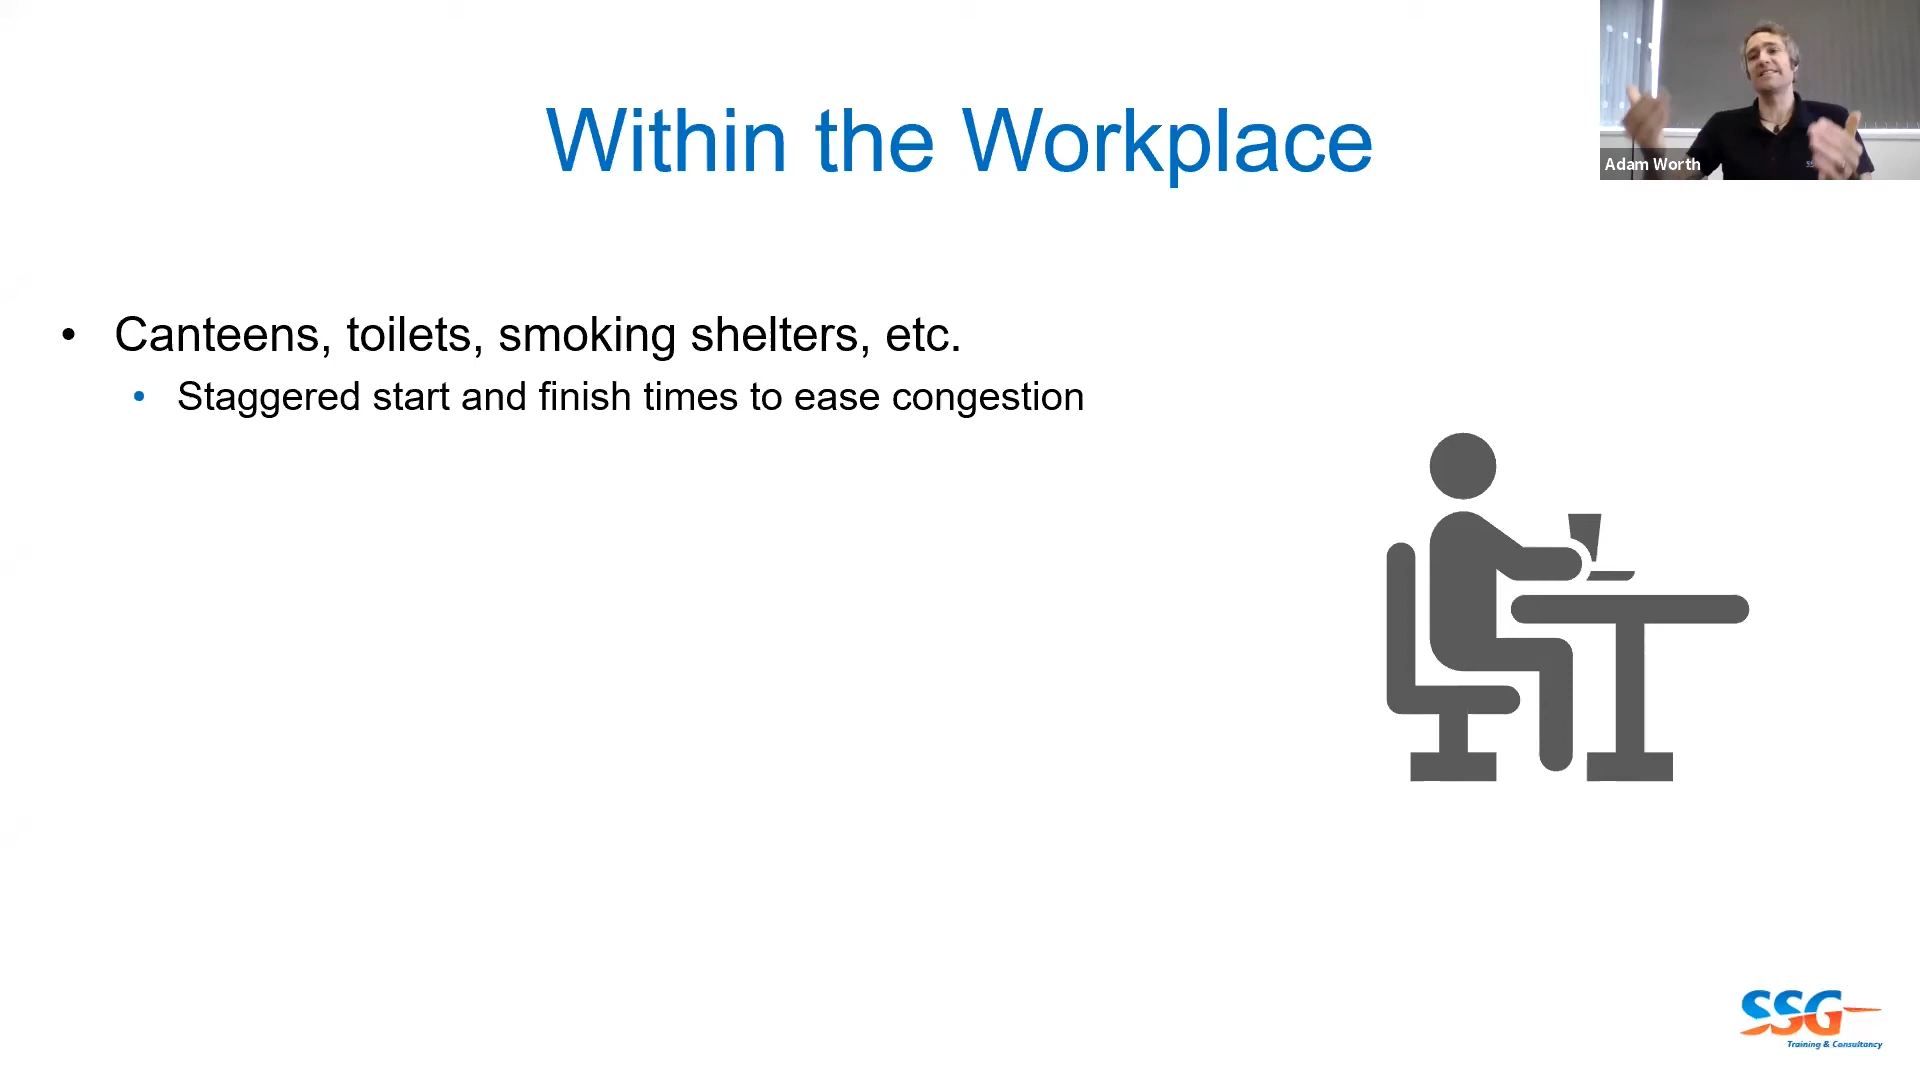 Within the Workplace
Adam Worth
• Canteens, toilets, smoking shelters, etc.
• Staggered start and finish times to ease congestion
SSG
Training & Consultancy